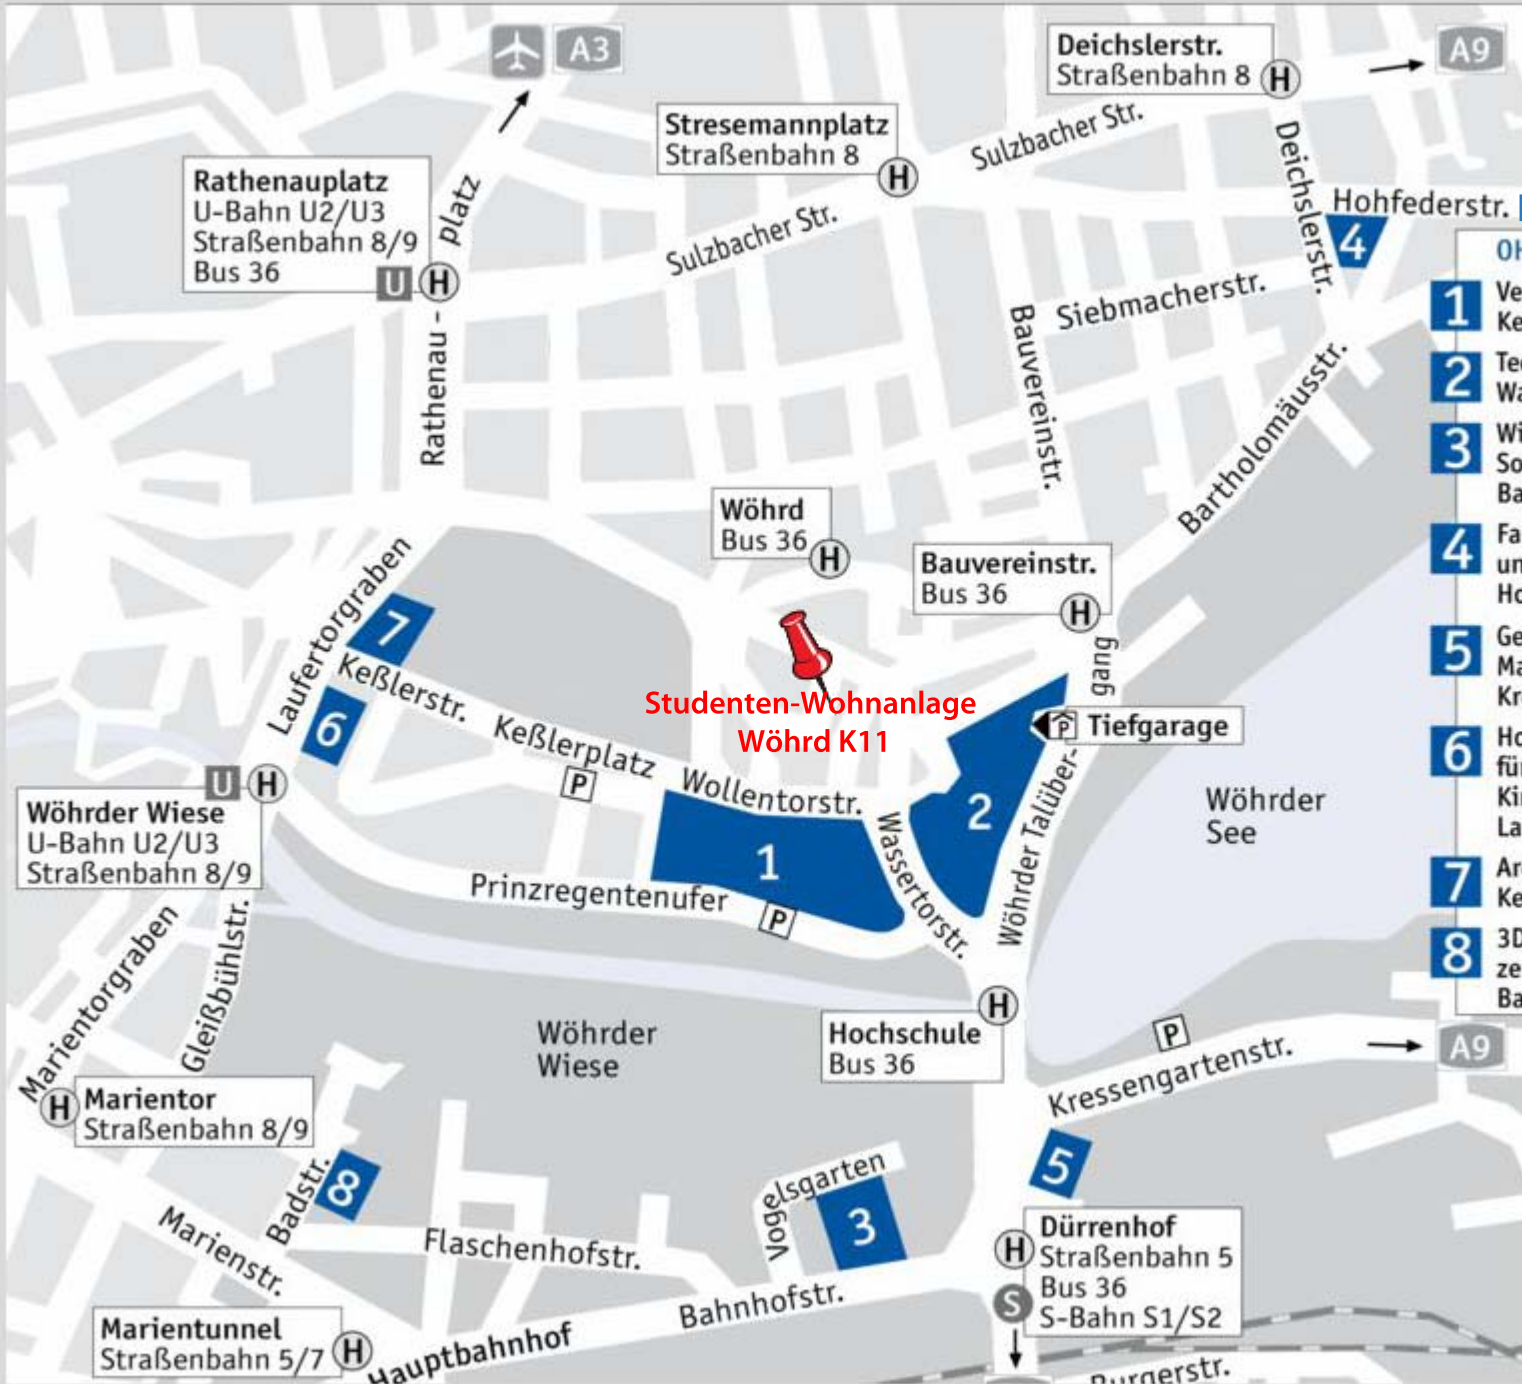 A3
Deichslerstr.
Straßenbahn 8
H
A9
Stresemannplatz
Straßenbahn 8
H
Sulzbacher Str.
Deichslerstr.
Rathenauplatz
U-Bahn U2/U3
Straßenbahn 8/9
Bus 36
U
H
Rathenau-
platz
Sulzbacher Str.
Hohfederstr.
4
Siebmacherstr.
Bauvereinstr.
Bartholomäusstr.
1
2
3
4
5
6
7
8
Wöhrd
Bus 36
H
Bauvereinstr.
Bus 36
H
Laufertorgraben
7
Keßlerstr.
6
Keßlerplatz
P
Studenten-Wohnanlage
Wöhrd K11
Wollentorstr.
P
Tiefgarage
2
Wöhrder Talüber-
gang
Wöhrder
See
U
H
Wöhrder Wiese
U-Bahn U2/U3
Straßenbahn 8/9
1
Wassertorstr.
Prinzregentenufer
P
Marientorgraben
Gleißbühlstr.
Wöhrder
Wiese
H
Hochschule
Bus 36
P
Kressengartenstr.
A9
H
Marientor
Straßenbahn 8/9
5
8
Badstr.
Vogelsgarten
3
Marienstr.
Flaschenhofstr.
H
S
Dürrenhof
Straßenbahn 5
Bus 36
S-Bahn S1/S2
Bahnhofstr.
Marientunnel
Straßenbahn 5/7
H
Hauptbahnhof